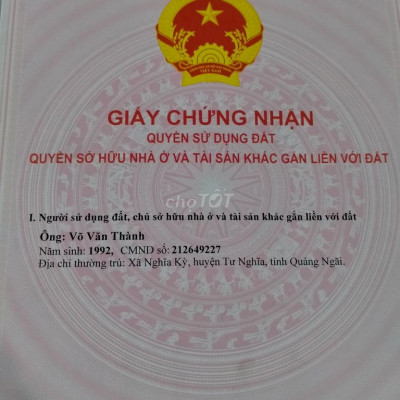 GIẤY CHỨNG NHẬN
QUYỀN SỬ DỤNG ĐẤT
QUYỀN SỞ HỮU NHÀ Ở VÀ TÀI SẢN KHÁC GẮN LIỀN VỚI ĐẤT
chợTỐT
I. Người sử dụng đất, chủ sở hữu nhà ở và tài sản khác gắn liền với đất
Ông: Võ Văn Thành
Năm sinh: 1992, CMND số: 212649227
Địa chỉ thường trú: Xã Nghĩa Kỳ, huyện Tư Nghĩa, tỉnh Quảng Ngãi.